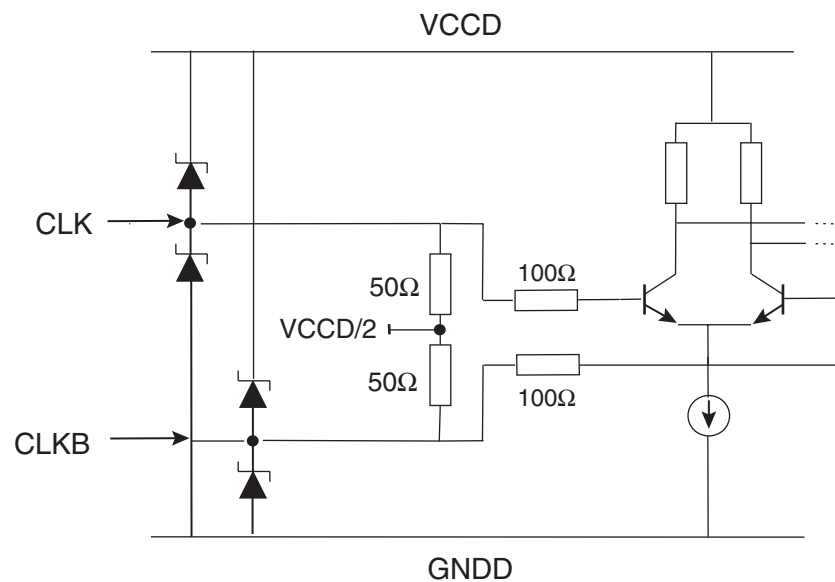 VCCD
CLK
50Ω
100Ω
VCCD/2
50Ω
100Ω
CLKB
GNDD